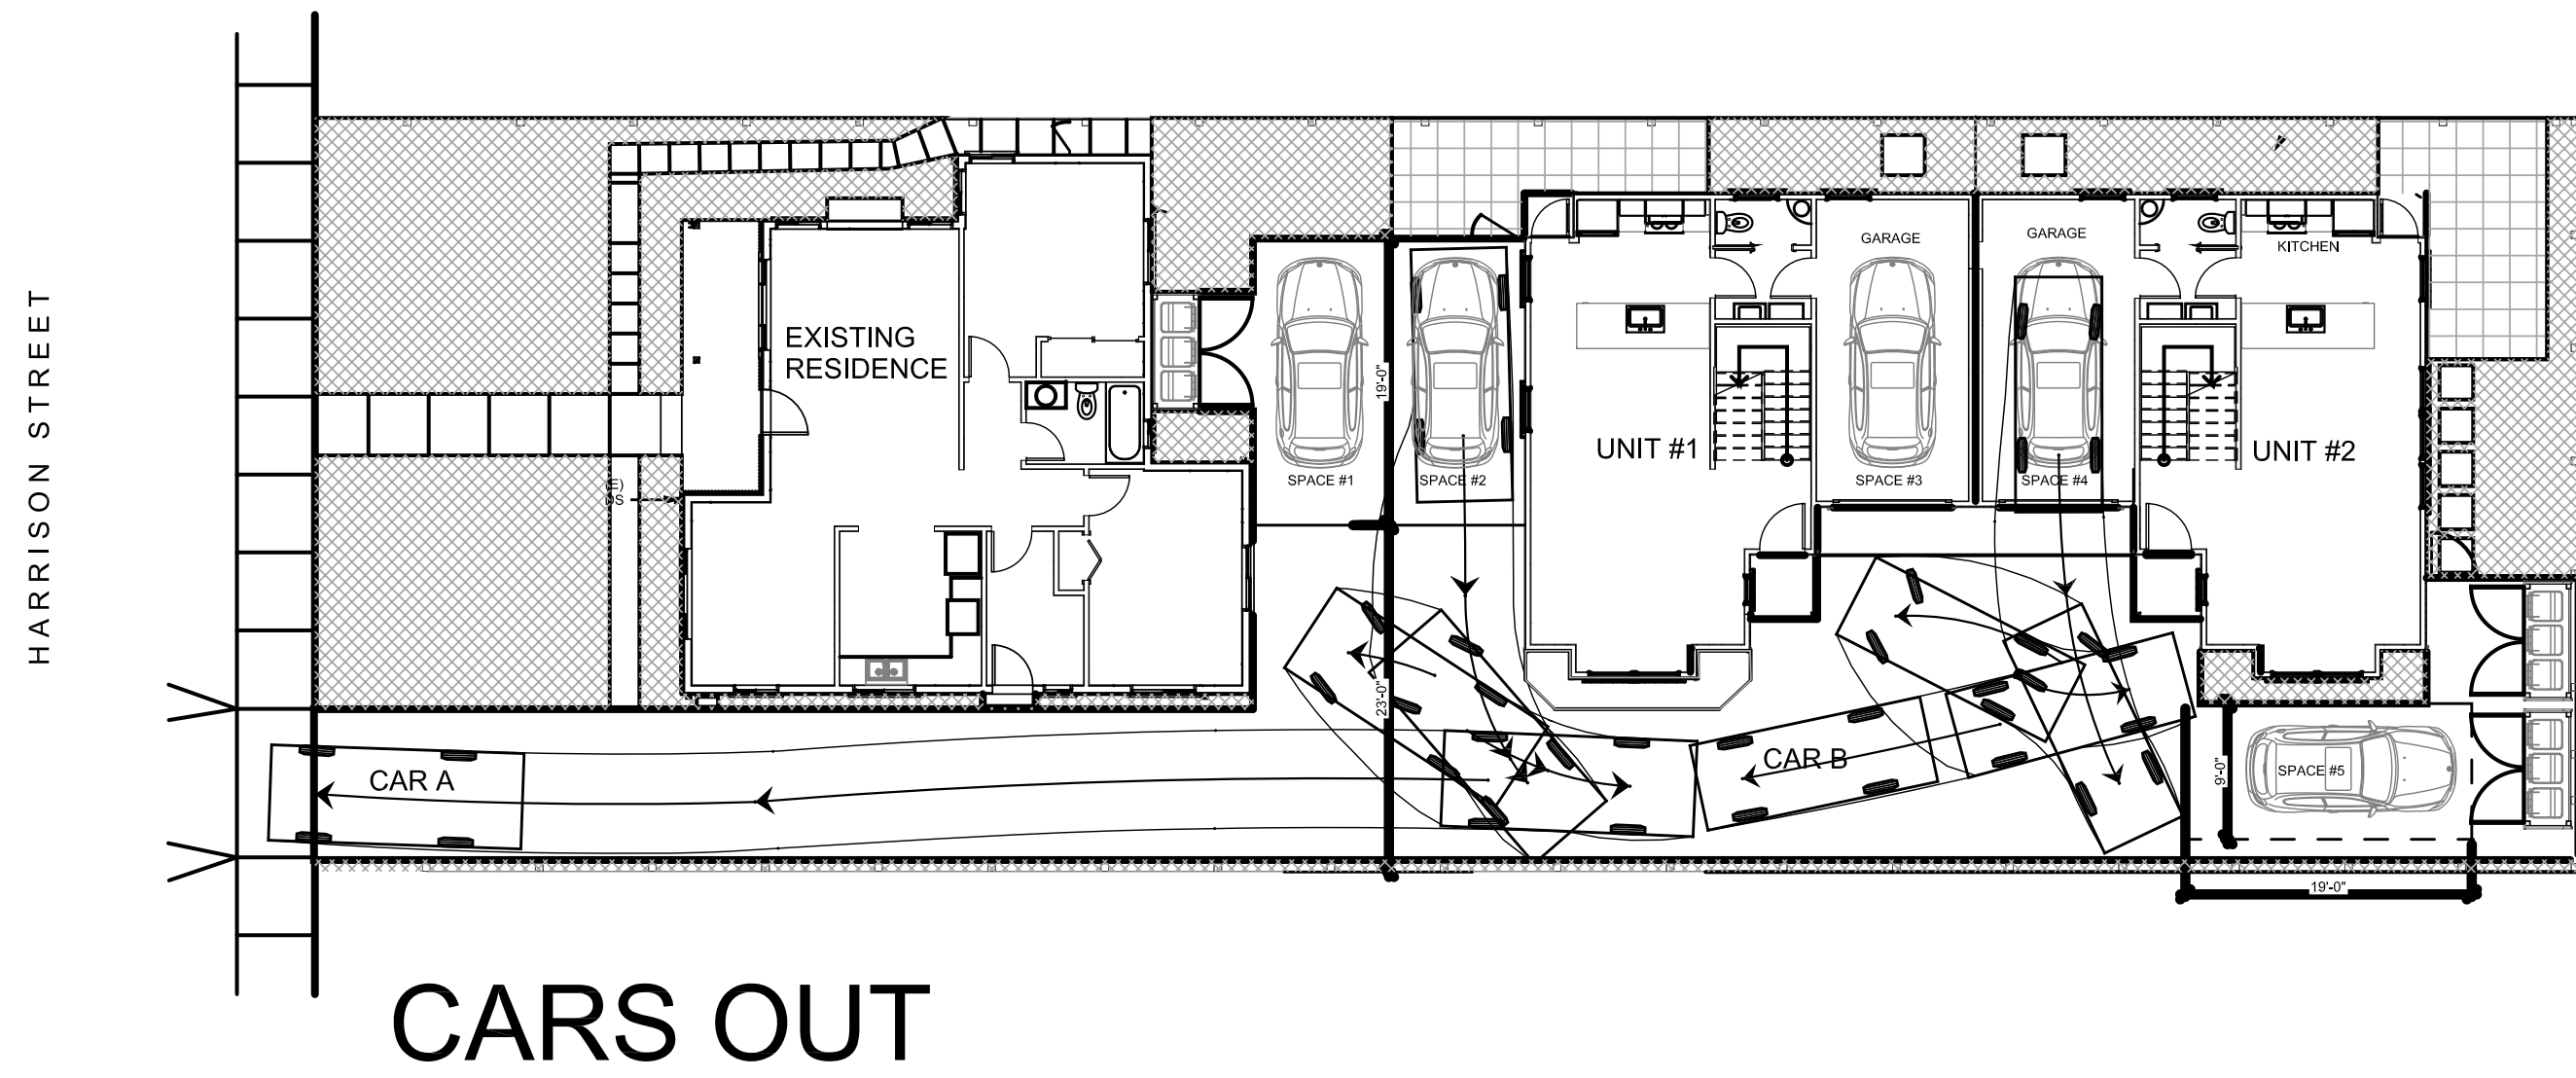 HARRISON STREET
EXISTING
RESIDENCE
(E)
DS
SPACE #1
19'-0"
SPACE #2
UNIT #1
GARAGE
SPACE #3
GARAGE
SPACE #4
KITCHEN
UNIT #2
23'-0"
CAR A
CAR B
9'-0"
SPACE #5
19'-0"
CARS OUT